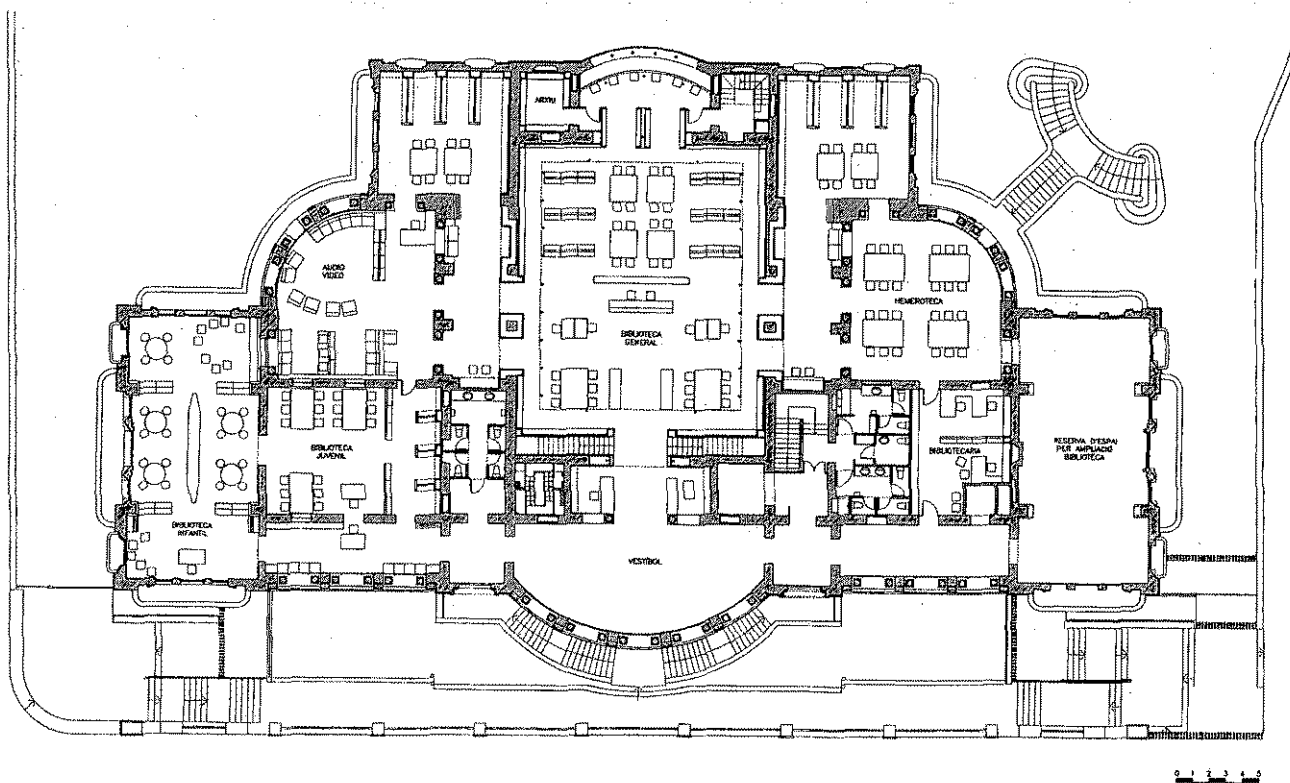 ARXIU
AUDIO
VIDEO
HEMEROTECA
BIBLIOTECA
GENERAL
BIBLIOTECA
JUVENIL
BIBLIOTECARIA
RESERVA D'ESPAI
PER AMPLIACIÓ
BIBLIOTECA
BIBLIOTECA
INFANTIL
VESTÍBOL
0 1 2 3 4 5